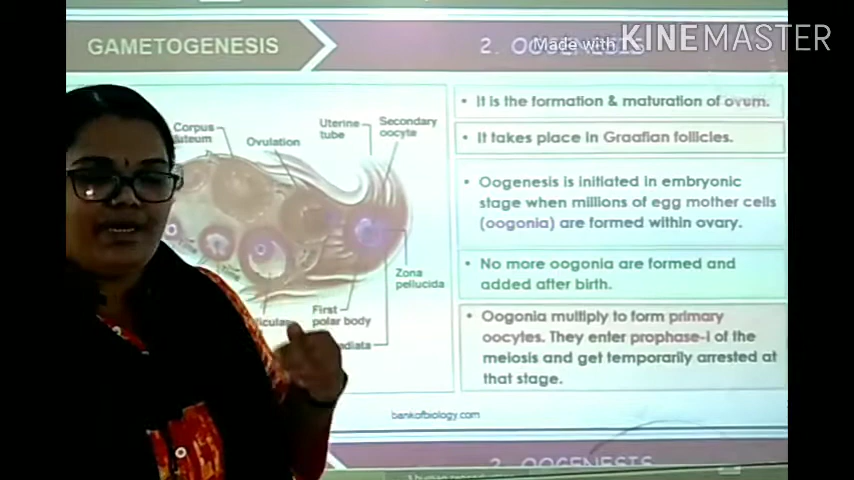 GAMETOGENESIS
2. OOGENESIS
Made with KINEMASTER
Corpus
luteum
Ovulation
Uterine
tube
Secondary
oocyte
Zona
pellucida
First
polar body
• It is the formation & maturation of ovum.
• It takes place in Graafian follicles.
• Oogenesis is initiated in embryonic
stage when millions of egg mother cells
(oogonia) are formed within ovary.
• No more oogonia are formed and
added after birth.
• Oogonia multiply to form primary
oocytes. They enter prophase-I of the
meiosis and get temporarily arrested at
that stage.
bankofbiology.com
2. OOGENESIS